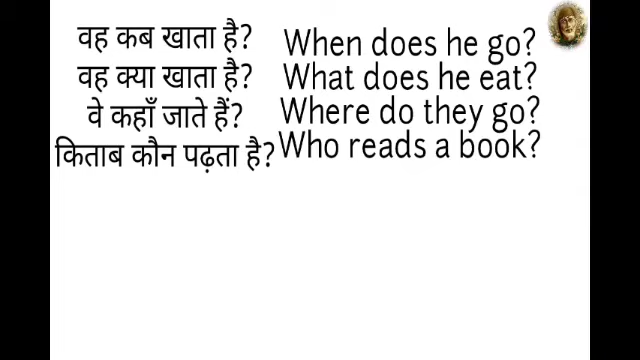 वह कब खाता है? When does he go?
वह क्या खाता है? What does he eat?
वे कहाँ जाते हैं? Where do they go?
किताब कौन पढ़ता है? Who reads a book?